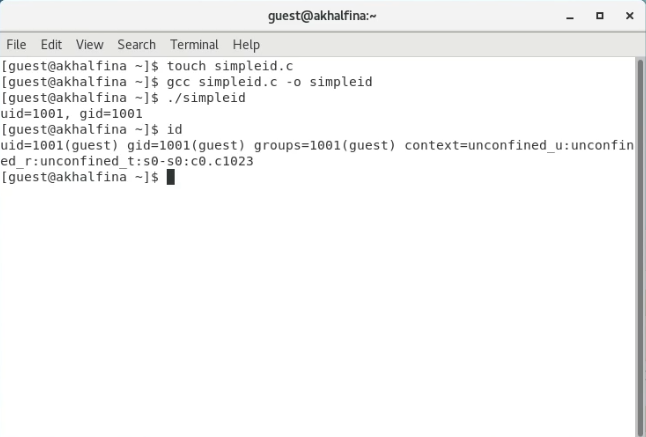 guest@akhalfina:~
File Edit View Search Terminal Help
[guest@akhalfina ~]$ touch simpleid.c
[guest@akhalfina ~]$ gcc simpleid.c -o simpleid
[guest@akhalfina ~]$ ./simpleid
uid=1001, gid=1001
[guest@akhalfina ~]$ id
uid=1001(guest) gid=1001(guest) groups=1001(guest) context=unconfined_u:unconfin
ed_r:unconfined_t:s0-s0:c0.c1023
[guest@akhalfina ~]$